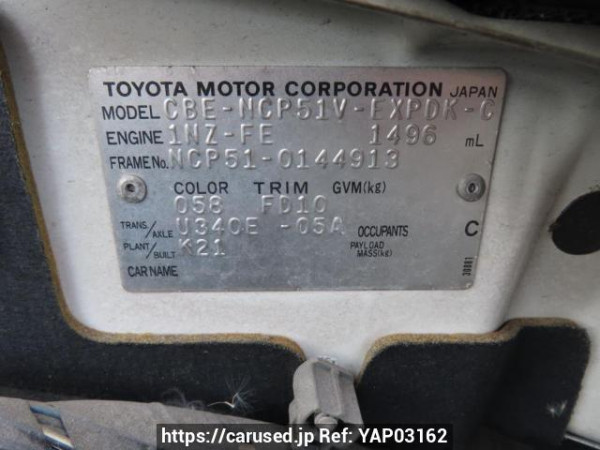 TOYOTA MOTOR CORPORATION JAPAN
MODEL CBE-NCP51V-EXPDK-G
ENGINE 1NZ-FE 1496 mL
FRAME No. NCP51-0144913
COLOR TRIM GVM(kg)
058 FD10
TRANS./AXLE U340E -05A OCCUPANTS C
PLANT/BUILT K21 PAYLOAD MASS(kg)
CAR NAME
https://carused.jp Ref: YAP03162